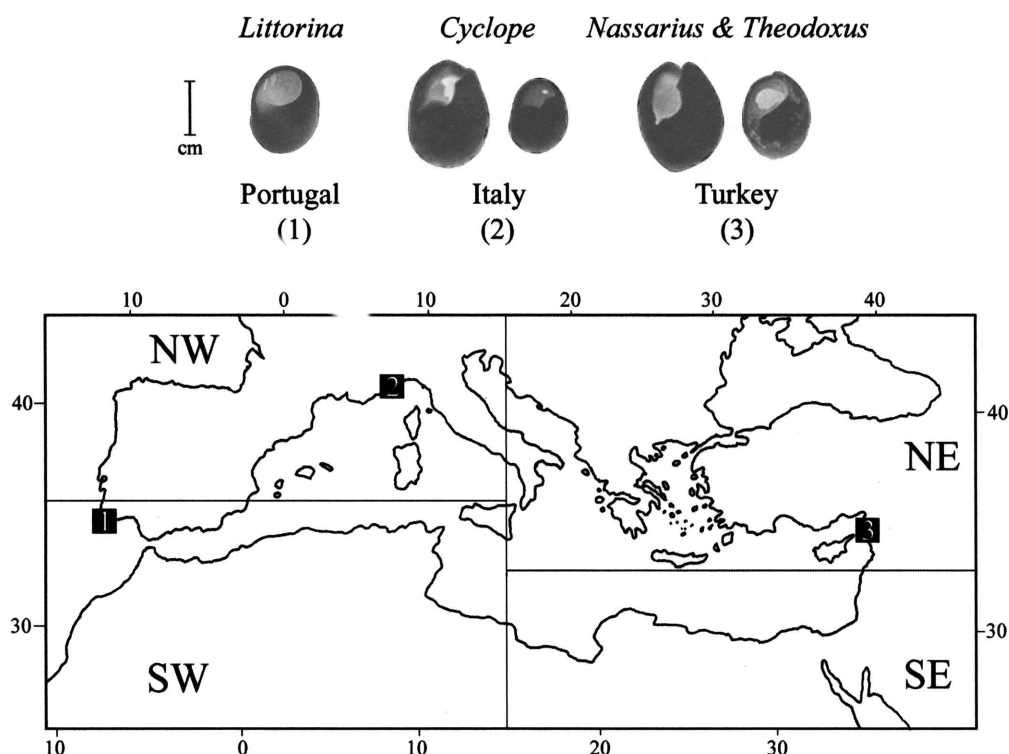 Littorina Cyclope Nassarius & Theodoxus
cm
Portugal Italy Turkey
(1) (2) (3)
10 0 10 20 30 40
NW
2
40 40
NE
1 3
30 30
SW SE
10 0 10 20 30